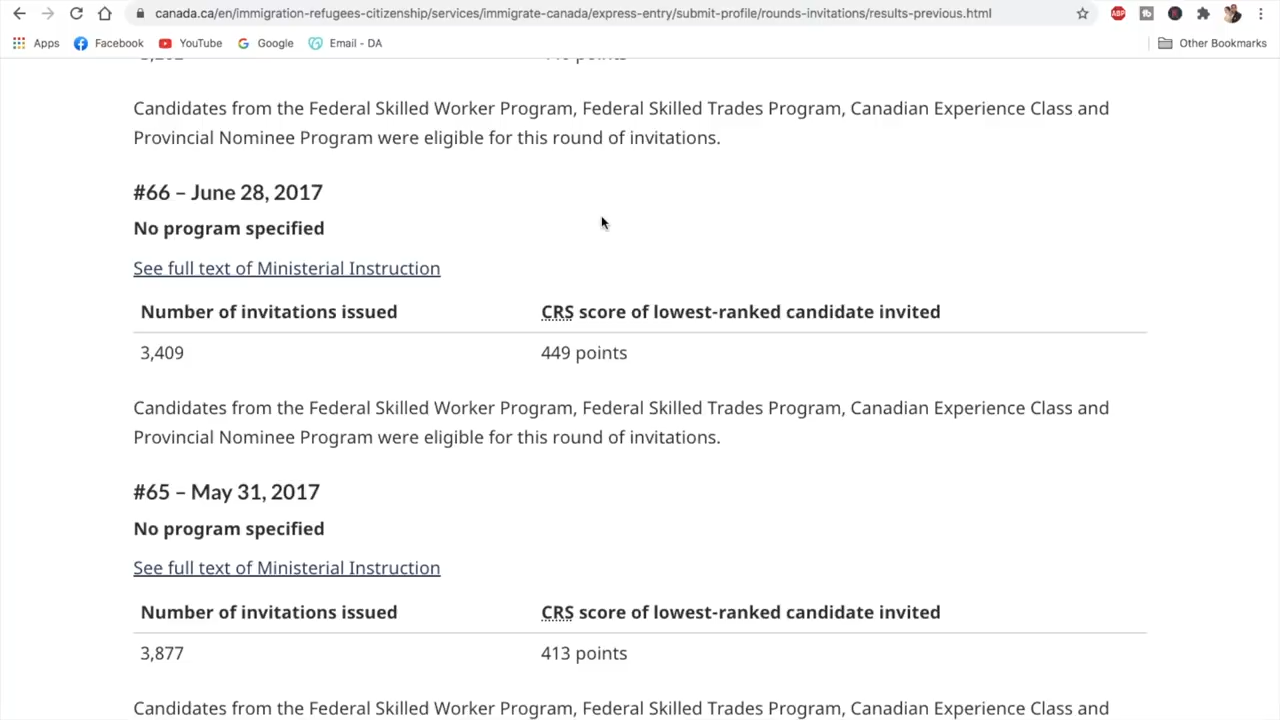 canada.ca/en/immigration-refugees-citizenship/services/immigrate-canada/express-entry/submit-profile/rounds-invitations/results-previous.html
ABP
Apps Facebook YouTube Google Email - DA Other Bookmarks
Candidates from the Federal Skilled Worker Program, Federal Skilled Trades Program, Canadian Experience Class and
Provincial Nominee Program were eligible for this round of invitations.
#66 – June 28, 2017
No program specified
See full text of Ministerial Instruction
Number of invitations issued CRS score of lowest-ranked candidate invited
3,409 449 points
Candidates from the Federal Skilled Worker Program, Federal Skilled Trades Program, Canadian Experience Class and
Provincial Nominee Program were eligible for this round of invitations.
#65 – May 31, 2017
No program specified
See full text of Ministerial Instruction
Number of invitations issued CRS score of lowest-ranked candidate invited
3,877 413 points
Candidates from the Federal Skilled Worker Program, Federal Skilled Trades Program, Canadian Experience Class and